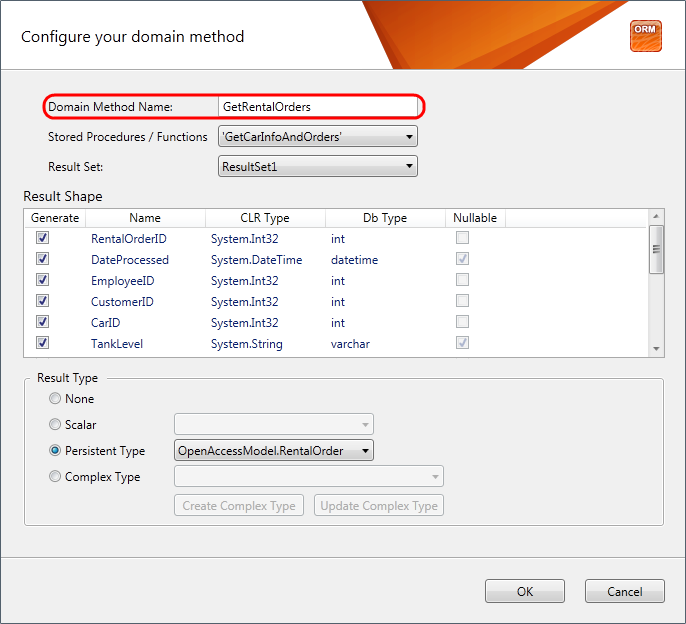 Configure your domain method
ORM
Domain Method Name: GetRentalOrders
Stored Procedures / Functions 'GetCarInfoAndOrders'
Result Set: ResultSet1
Result Shape
Generate Name CLR Type Db Type Nullable
RentalOrderID System.Int32 int
DateProcessed System.DateTime datetime
EmployeeID System.Int32 int
CustomerID System.Int32 int
CarID System.Int32 int
TankLevel System.String varchar
Result Type
None
Scalar
Persistent Type OpenAccessModel.RentalOrder
Complex Type
Create Complex Type Update Complex Type
OK Cancel